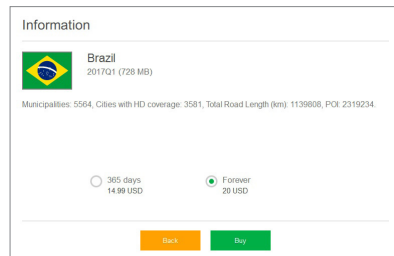 Information
Brazil
2017Q1 (728 MB)
Municipalities: 5564, Cities with HD coverage: 3581, Total Road Length (km): 1139808, POI: 2319234.
365 days
14.99 USD
Forever
20 USD
Back
Buy